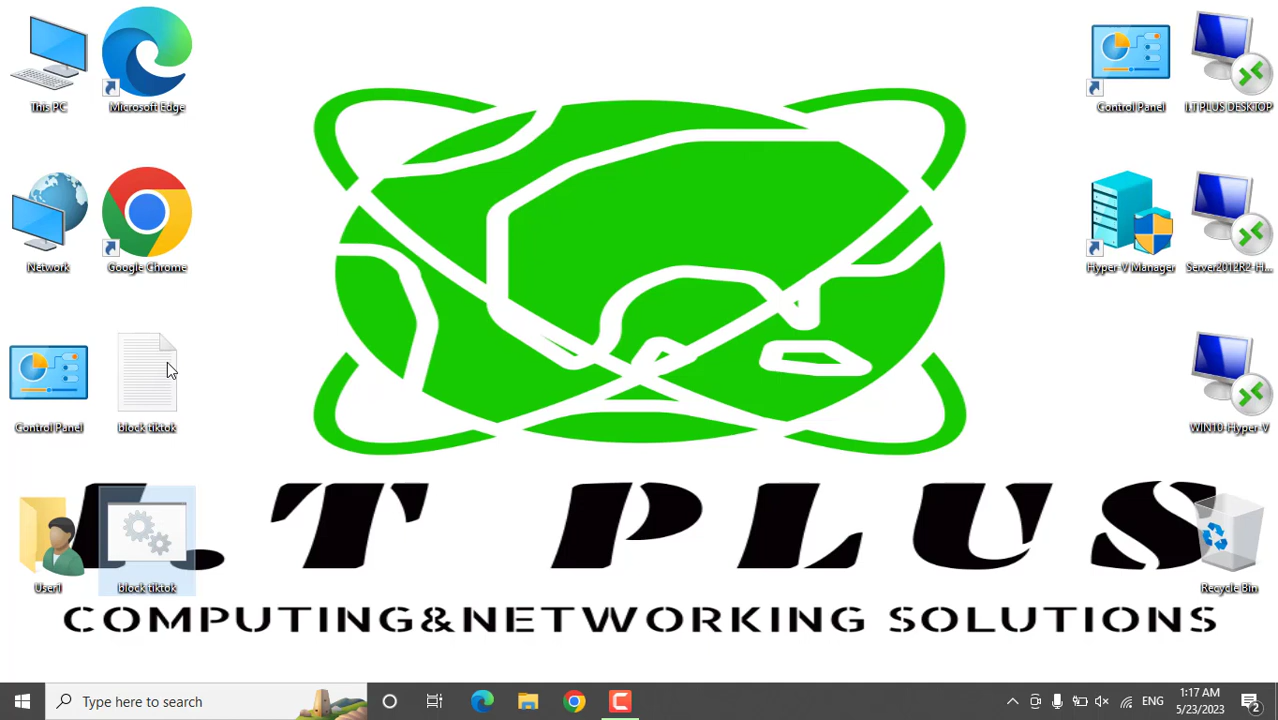 This PC
Microsoft Edge
Control Panel
I.T PLUS DESKTOP
Network
Google Chrome
Hyper-V Manager
Server2012R2-H...
Control Panel
block tiktok
WIN10-Hyper-V
User1
block tiktok
Recycle Bin
I.T PLUS
COMPUTING&NETWORKING SOLUTIONS
Type here to search
ENG
1:17 AM
5/23/2023
2